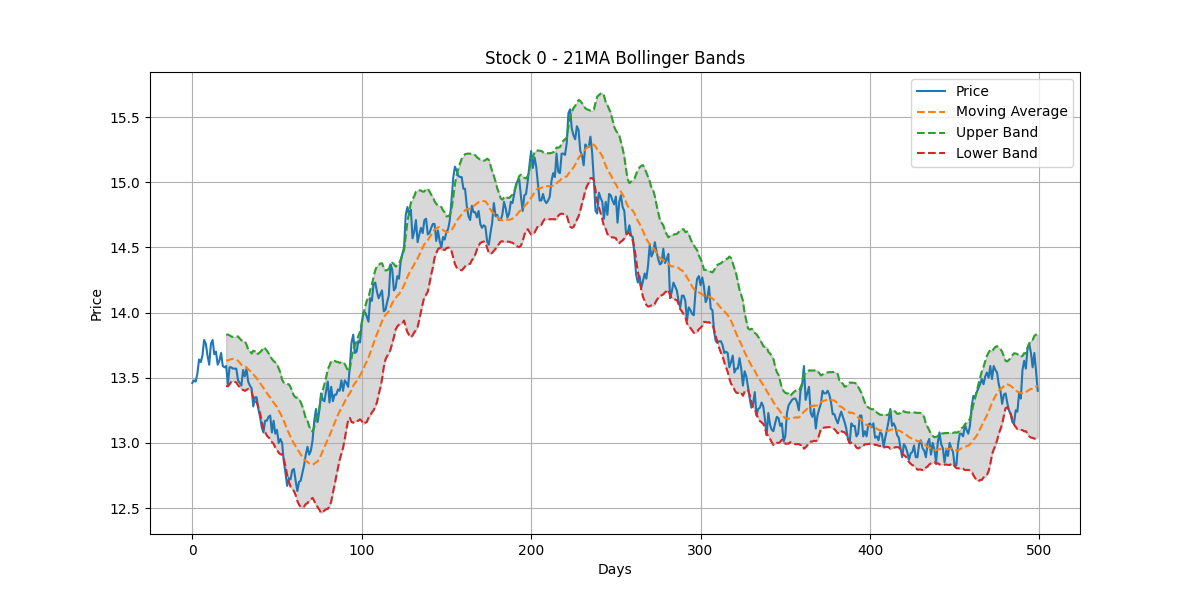 Stock 0 - 21MA Bollinger Bands
Price
Moving Average
Upper Band
Lower Band
15.5
15.0
14.5
14.0
13.5
13.0
12.5
Price
0 100 200 300 400 500
Days